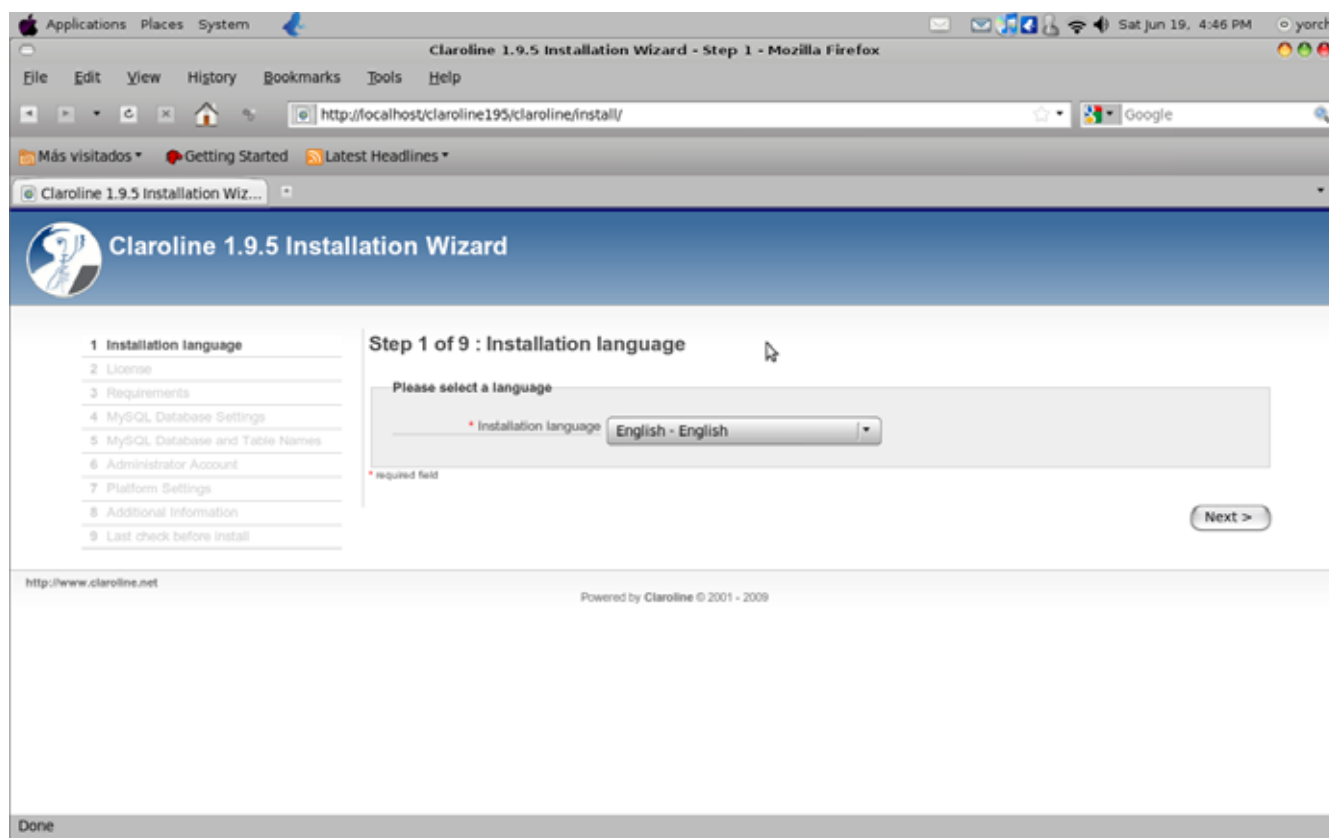 Applications Places System Sat Jun 19, 4:46 PM yorch
Claroline 1.9.5 Installation Wizard - Step 1 - Mozilla Firefox
File Edit View History Bookmarks Tools Help
http://localhost/claroline195/claroline/install/ Google
Más visitados Getting Started Latest Headlines
Claroline 1.9.5 Installation Wiz...
Claroline 1.9.5 Installation Wizard
1 Installation language
2 License
3 Requirements
4 MySQL Database Settings
5 MySQL Database and Table Names
6 Administrator Account
7 Platform Settings
8 Additional Information
9 Last check before install
Step 1 of 9 : Installation language
Please select a language
* Installation language English - English
* required field
Next >
http://www.claroline.net
Powered by Claroline © 2001 - 2009
Done